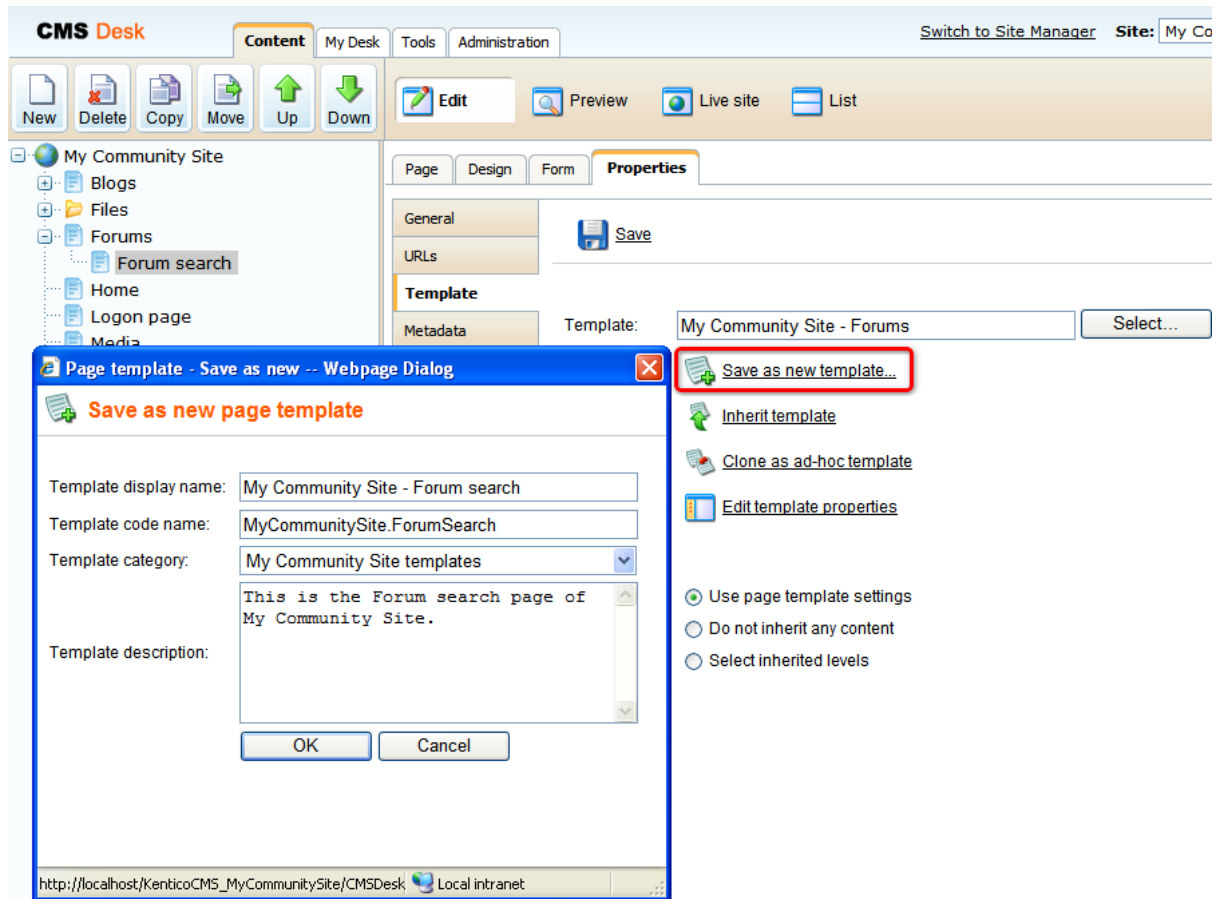 CMS Desk
Content
My Desk
Tools
Administration
Switch to Site Manager
Site: My Co
New
Delete
Copy
Move
Up
Down
Edit
Preview
Live site
List
My Community Site
Blogs
Files
Forums
Forum search
Home
Logon page
Media
Page
Design
Form
Properties
General
URLs
Template
Metadata
Save
Template: My Community Site - Forums
Select...
Save as new template...
Inherit template
Clone as ad-hoc template
Edit template properties
Use page template settings
Do not inherit any content
Select inherited levels
Page template - Save as new -- Webpage Dialog
Save as new page template
Template display name: My Community Site - Forum search
Template code name: MyCommunitySite.ForumSearch
Template category: My Community Site templates
Template description:
This is the Forum search page of
My Community Site.
OK
Cancel
http://localhost/KenticoCMS_MyCommunitySite/CMSDesk
Local intranet